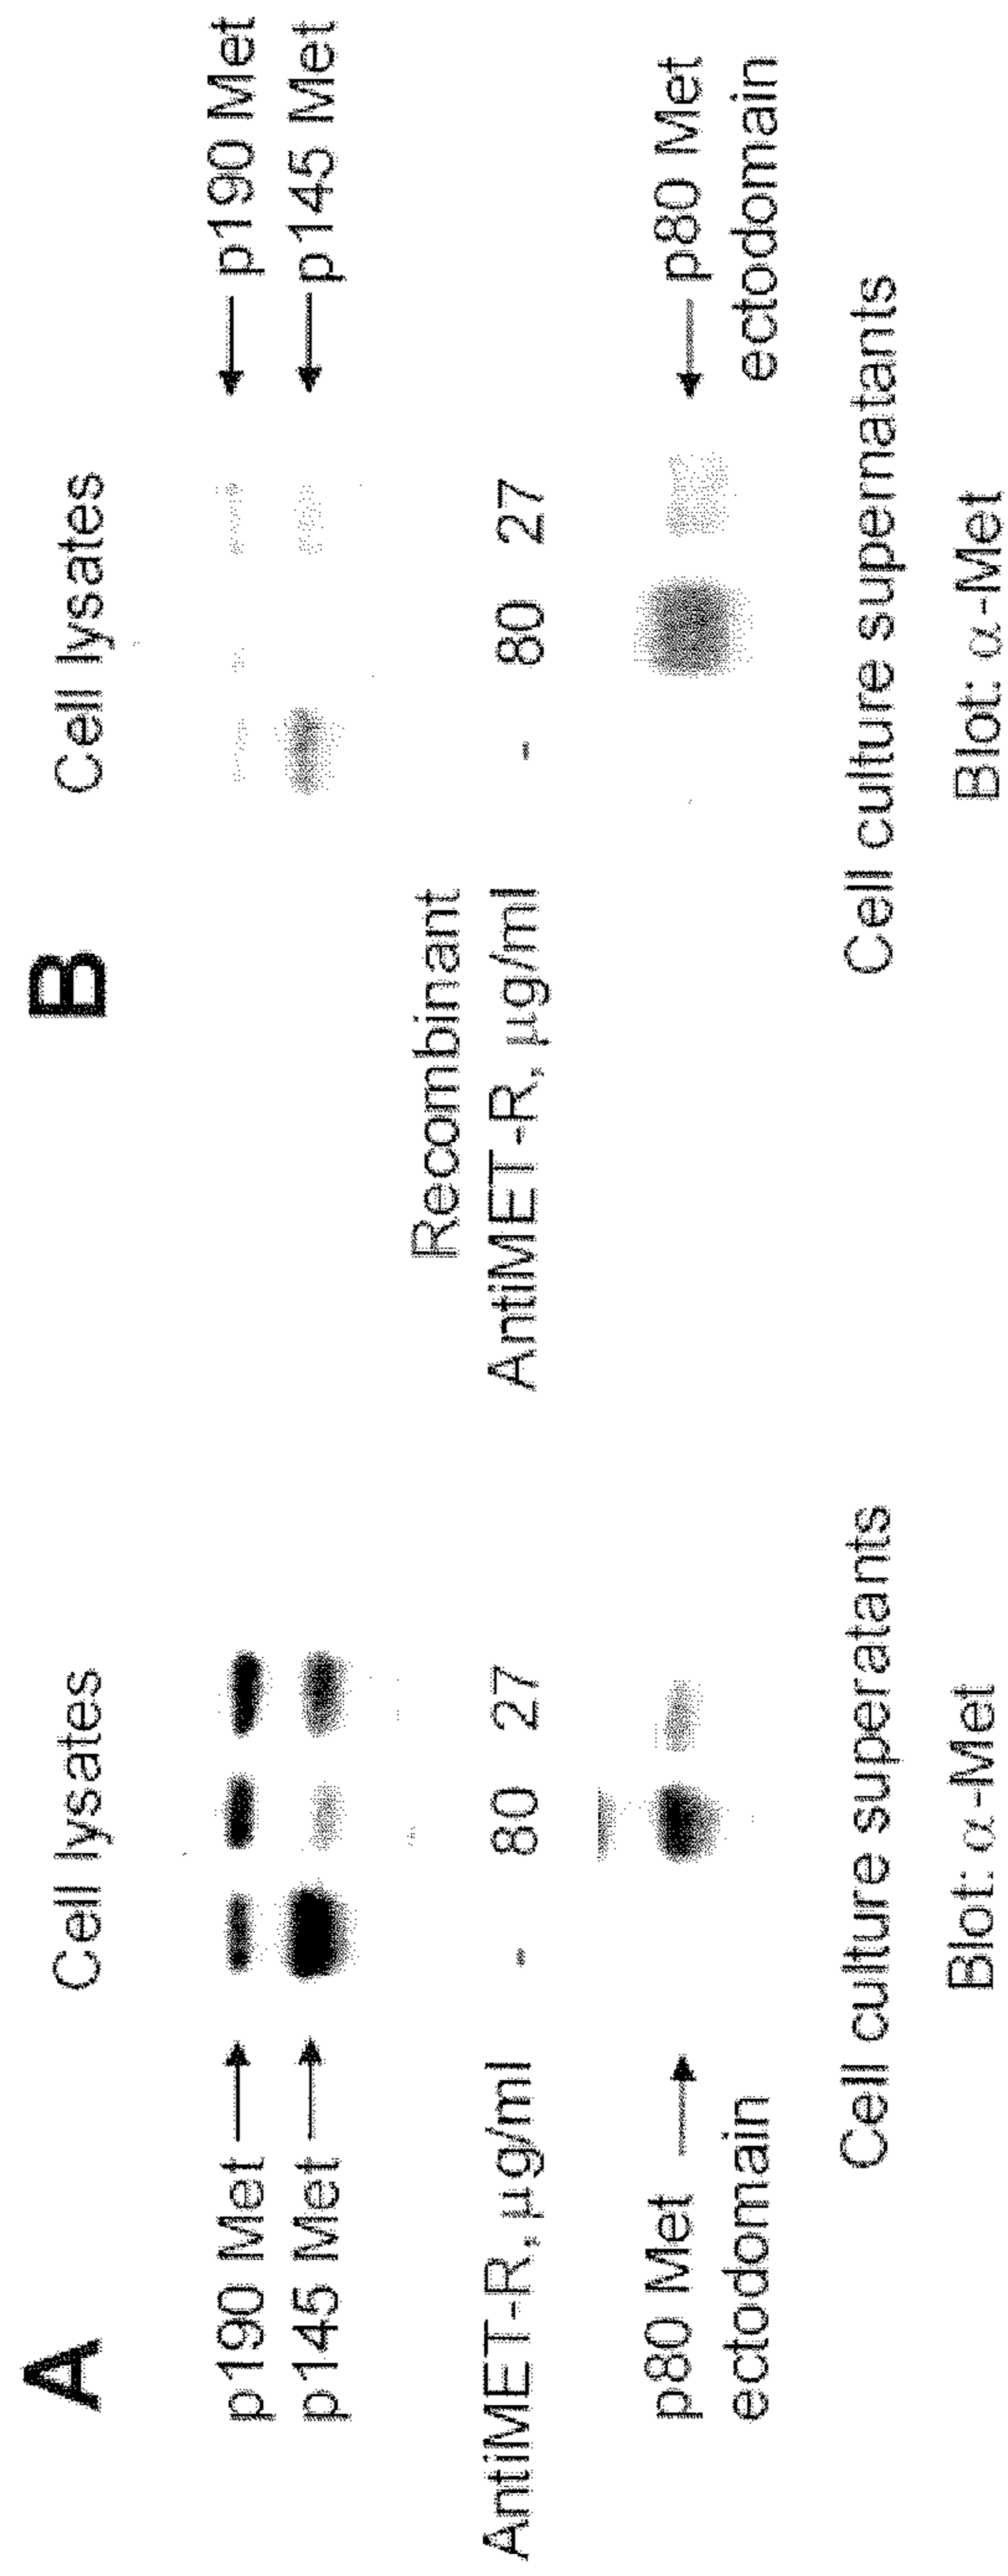 A
Cell lysates
p190 Met
p145 Met
AntiMET-R, µg/ml - 80 27
p80 Met
ectodomain
Cell culture superatants
Blot: α-Met
B
Cell lysates
p190 Met
p145 Met
Recombinant
AntiMET-R, µg/ml - 80 27
p80 Met
ectodomain
Cell culture supernatants
Blot: α-Met